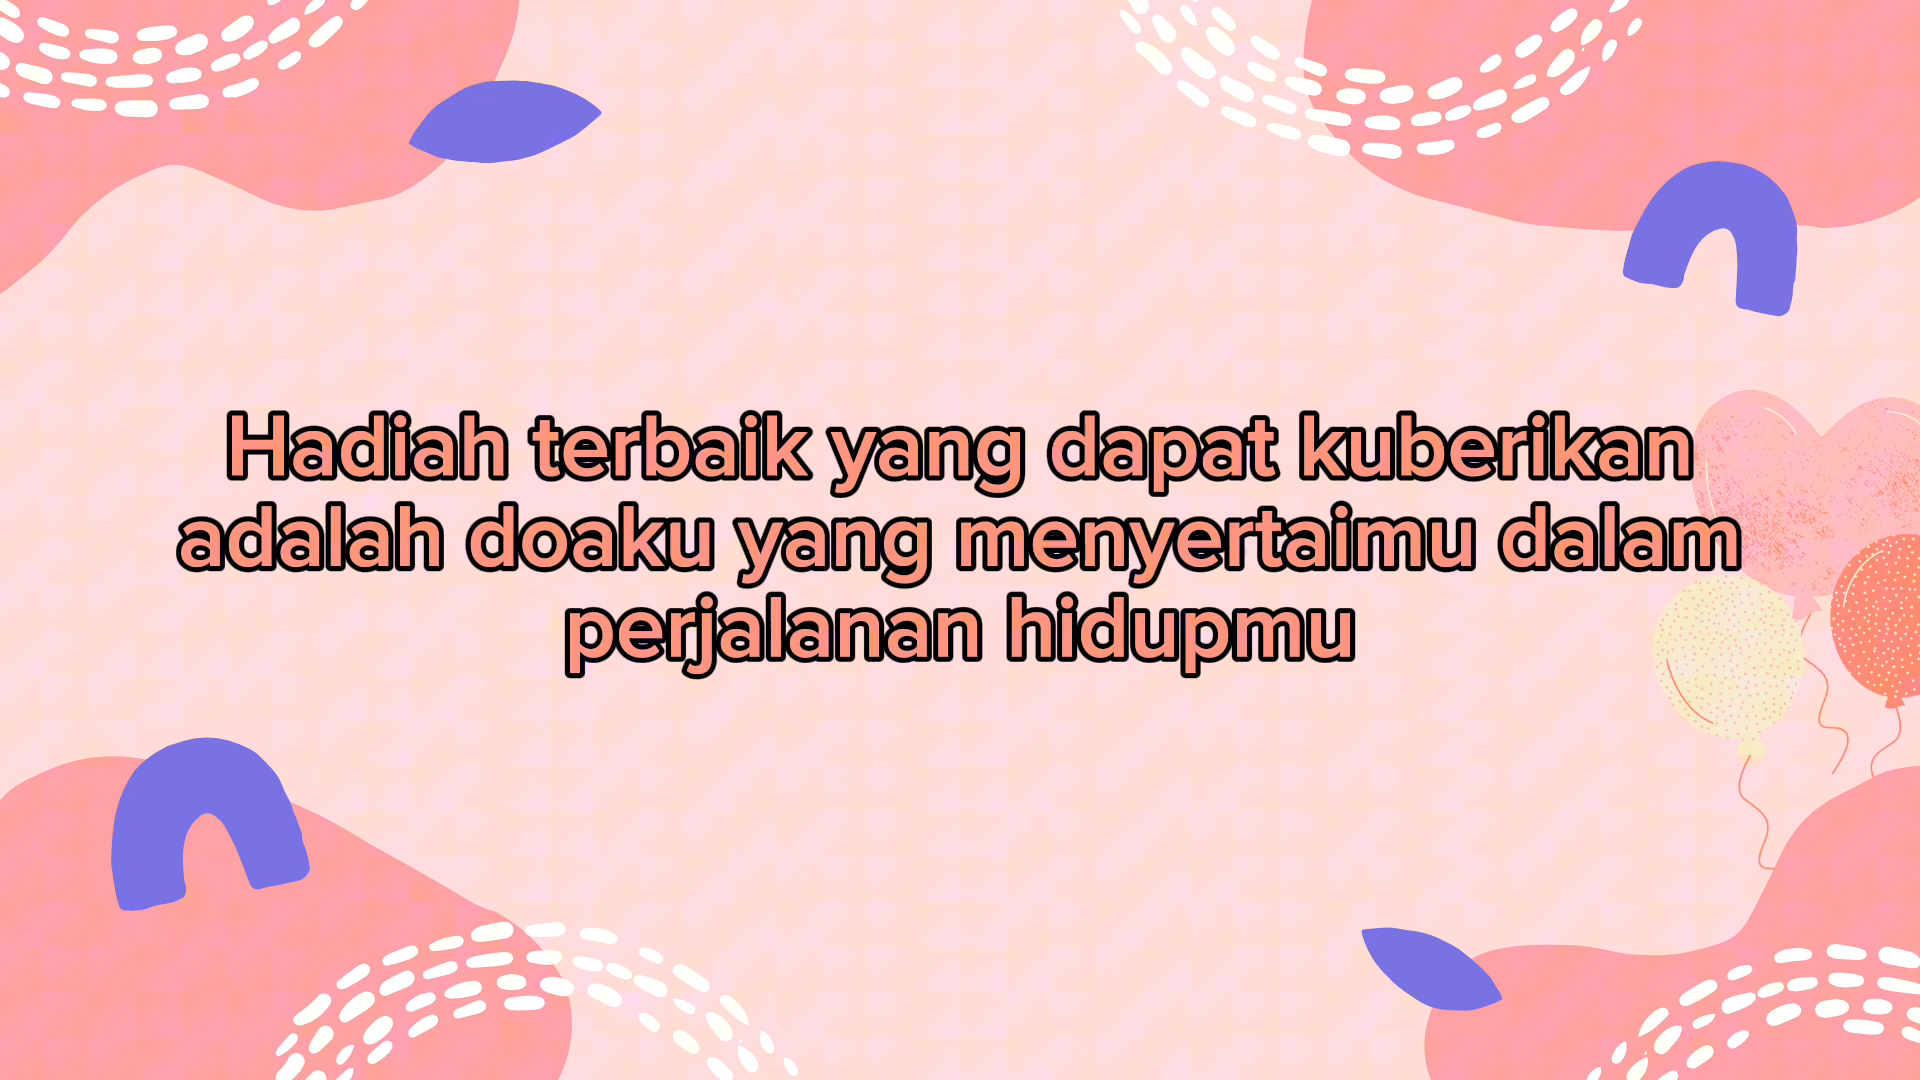 Hadiah terbaik yang dapat kuberikan
adalah doaku yang menyertaimu dalam
perjalanan hidupmu